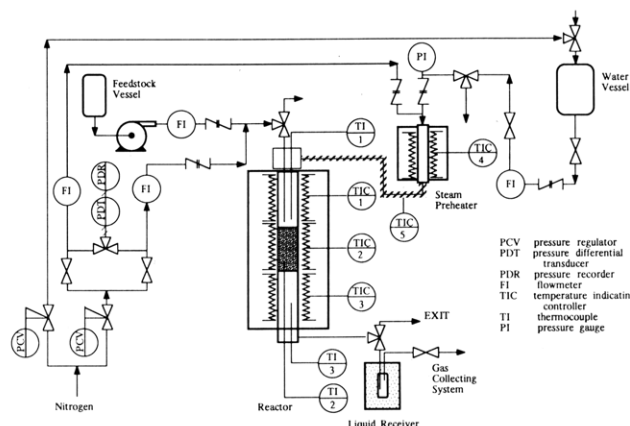 Feedstock
Vessel
FI
PI
Water
Vessel
TI
1
TIC
4
FI
Steam
Preheater
FI
PDR
PDT
FI
TIC
1
TIC
5
TIC
2
TIC
3
PCV
PCV
Nitrogen
Reactor
TI
3
TI
2
EXIT
Gas
Collecting
System
Liquid Receiver
PCV pressure regulator
PDT pressure differential
transducer
PDR pressure recorder
FI flowmeter
TIC temperature indicatin
controller
TI thermocouple
PI pressure gauge